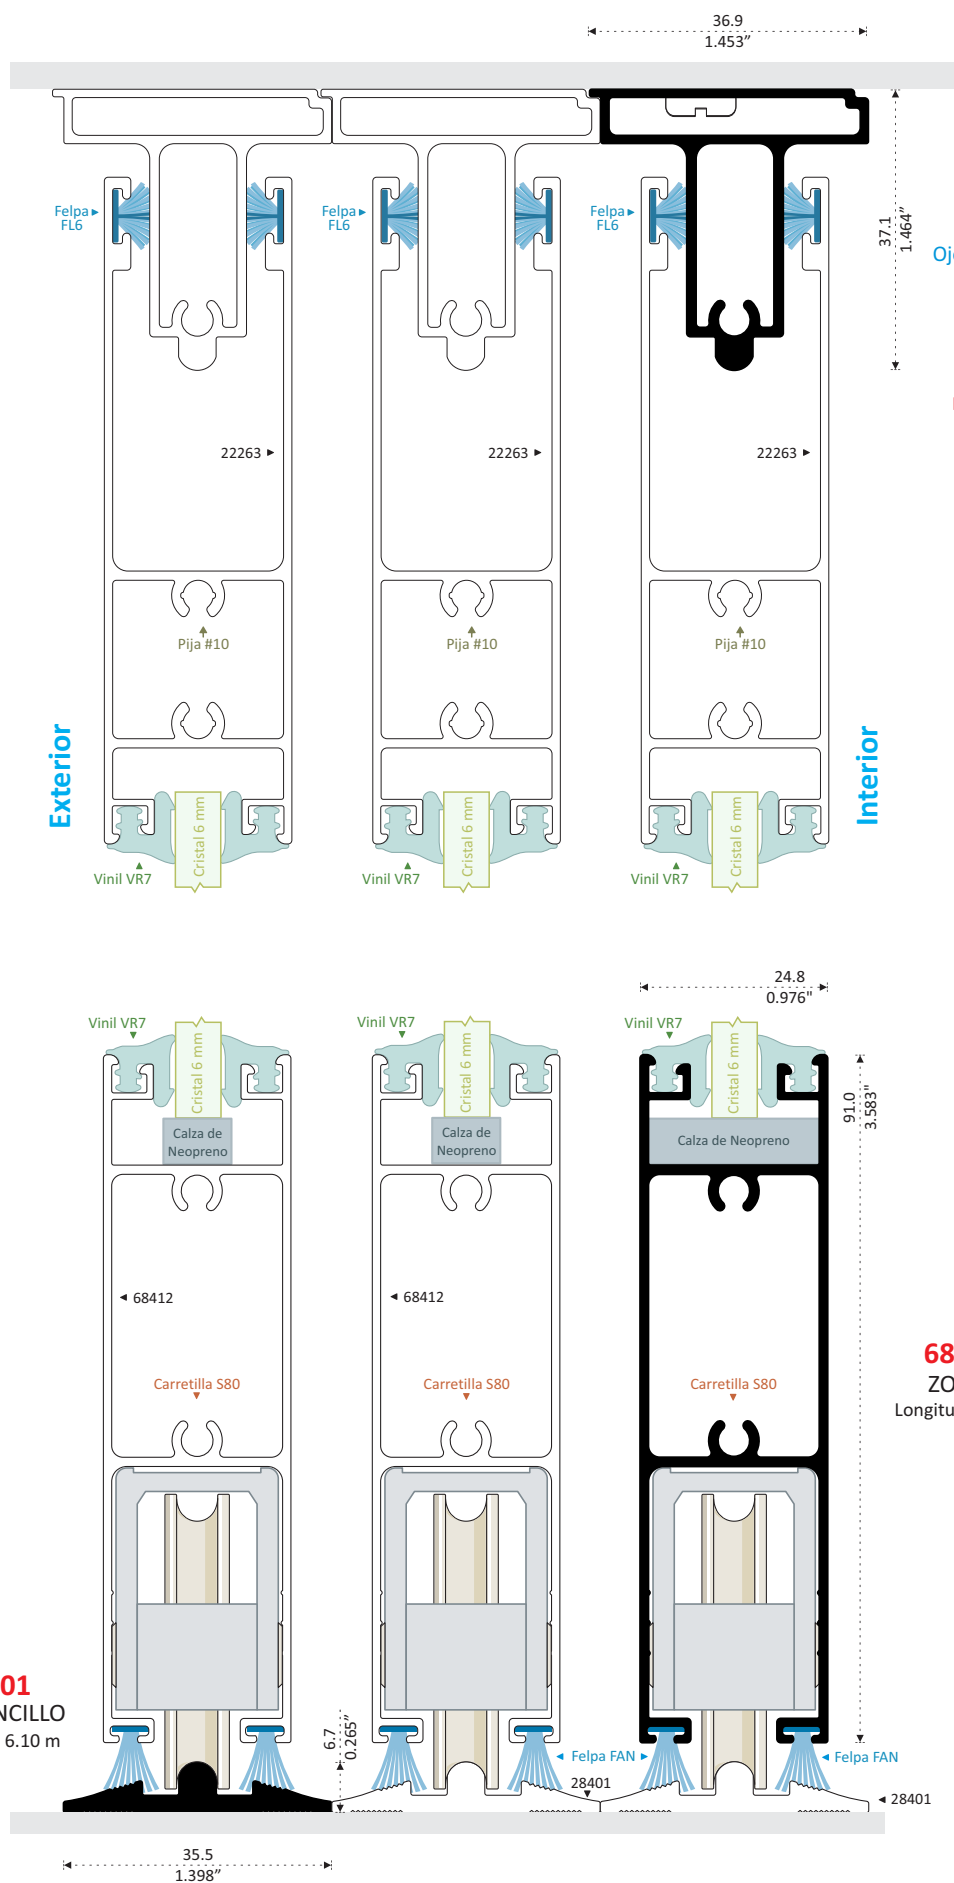 36.9
1.453”
37.1
1.464”
Felpa
FL6
Felpa
FL6
Felpa
FL6
Oj
22263
22263
22263
Pija #10
Pija #10
Pija #10
Exterior
Interior
Cristal 6 mm
Cristal 6 mm
Cristal 6 mm
Vinil VR7
Vinil VR7
Vinil VR7
24.8
0.976"
Vinil VR7
Vinil VR7
Vinil VR7
Cristal 6 mm
Cristal 6 mm
Cristal 6 mm
91.0
3.583"
Calza de
Neopreno
Calza de
Neopreno
Calza de Neopreno
68412
68412
68
ZO
Longitu
Carretilla S80
Carretilla S80
Carretilla S80
01
NCILLO
6.10 m
6.7
0.265”
Felpa FAN
Felpa FAN
28401
28401
35.5
1.398”